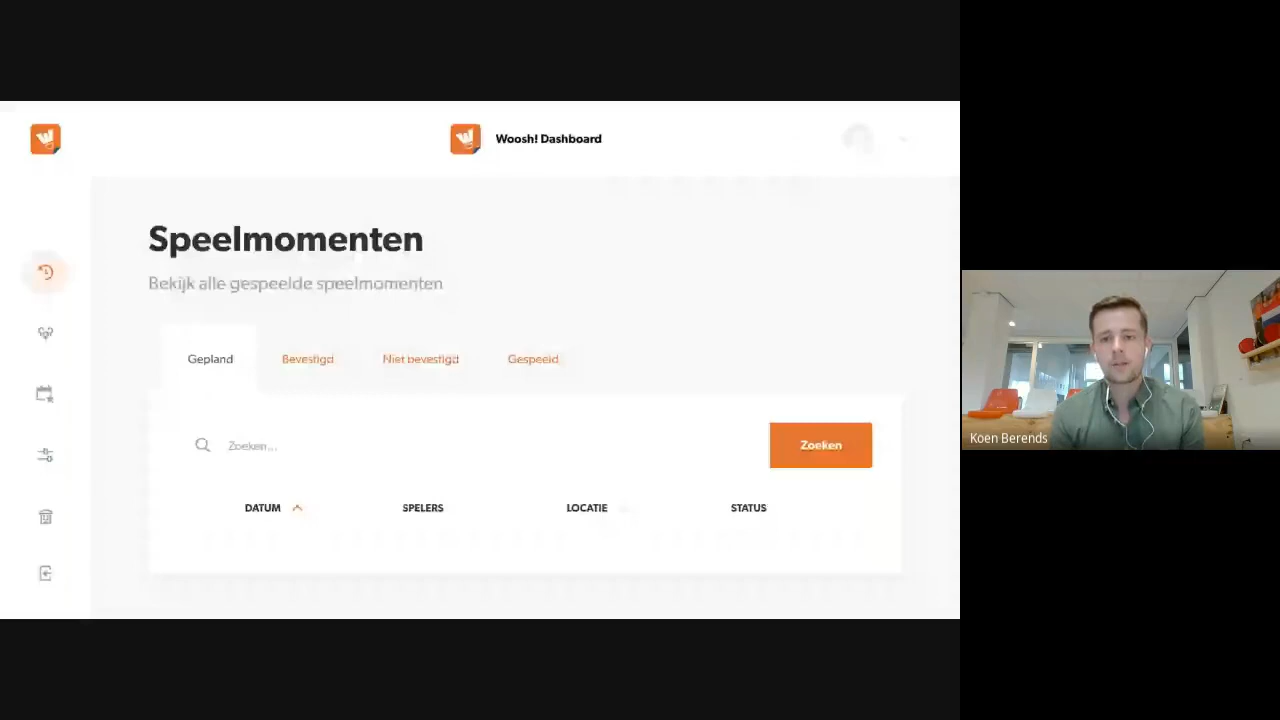 Woosh! Dashboard
Speelmomenten
Bekijk alle gespeelde speelmomenten
Gepland
Bevestigd
Niet bevestigd
Gespeeld
Zoeken...
Zoeken
DATUM
SPELERS
LOCATIE
STATUS
Koen Berends